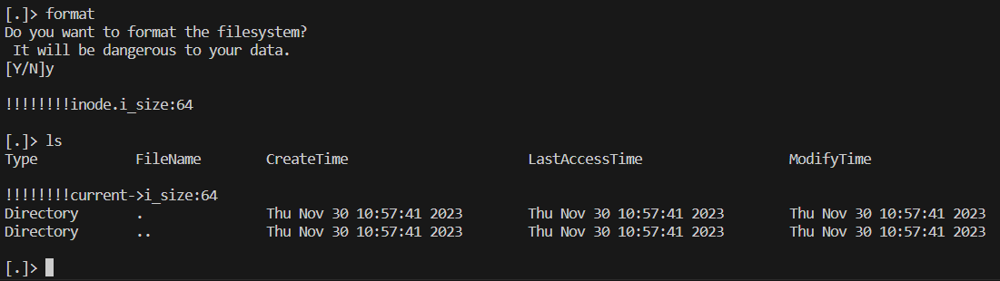 [.]> format
Do you want to format the filesystem?
 It will be dangerous to your data.
[Y/N]y
!!!!!!!!inode.i_size:64
[.]> ls
Type FileName CreateTime LastAccessTime ModifyTime
!!!!!!!!current->i_size:64
Directory . Thu Nov 30 10:57:41 2023 Thu Nov 30 10:57:41 2023 Thu Nov 30 10:57:41 2023
Directory .. Thu Nov 30 10:57:41 2023 Thu Nov 30 10:57:41 2023 Thu Nov 30 10:57:41 2023
[.]>